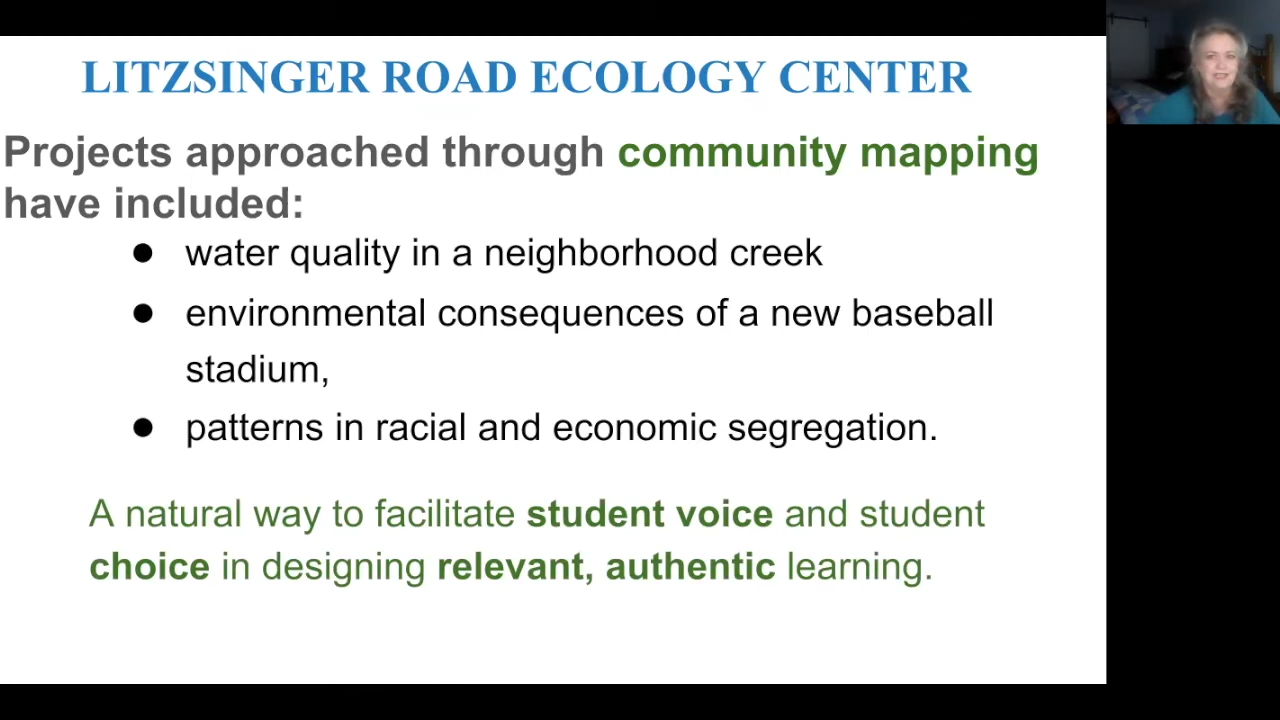 LITZSINGER ROAD ECOLOGY CENTER
Projects approached through community mapping
have included:
● water quality in a neighborhood creek
● environmental consequences of a new baseball
stadium,
● patterns in racial and economic segregation.
A natural way to facilitate student voice and student
choice in designing relevant, authentic learning.